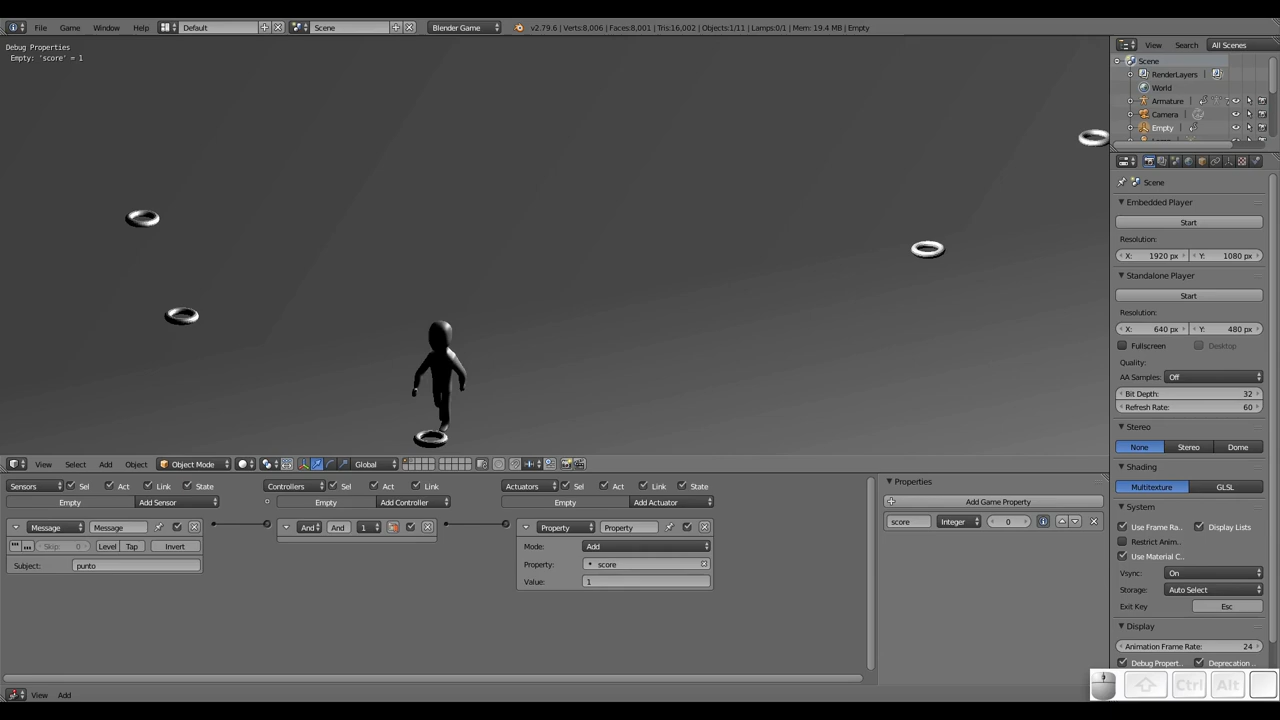 File Game Window Help Default Scene Blender Game v2.79.6 | Verts:8,006 | Faces:8,001 | Tris:16,002 | Objects:1/11 | Lamps:0/1 | Mem: 19.4 MB | Empty
Debug Properties
Empty: 'score' = 1
View Search All Scenes
Scene
RenderLayers
World
Armature
Camera
Empty
Scene
Embedded Player
Start
Resolution:
X: 1920 px Y: 1080 px
Standalone Player
Start
Resolution:
X: 640 px Y: 480 px
Fullscreen Desktop
Quality:
AA Samples: Off
Bit Depth: 32
Refresh Rate: 60
Stereo
None Stereo Dome
Shading
Multitexture GLSL
System
Use Frame Ra.. Display Lists
Restrict Anim..
Use Material C..
Vsync: On
Storage: Auto Select
Exit Key Esc
Display
Animation Frame Rate: 24
Debug Propert.. Deprecation ..
View Select Add Object Object Mode Global
Sensors Sel Act Link State
Empty Add Sensor
Message Message
Skip: 0 Level Tap Invert
Subject: punto
Controllers Sel Act Link
Empty Add Controller
And And 1
Actuators Sel Act Link State
Empty Add Actuator
Property Property
Mode: Add
Property: score
Value: 1
Properties
Add Game Property
score Integer 0
View Add
Ctrl Alt